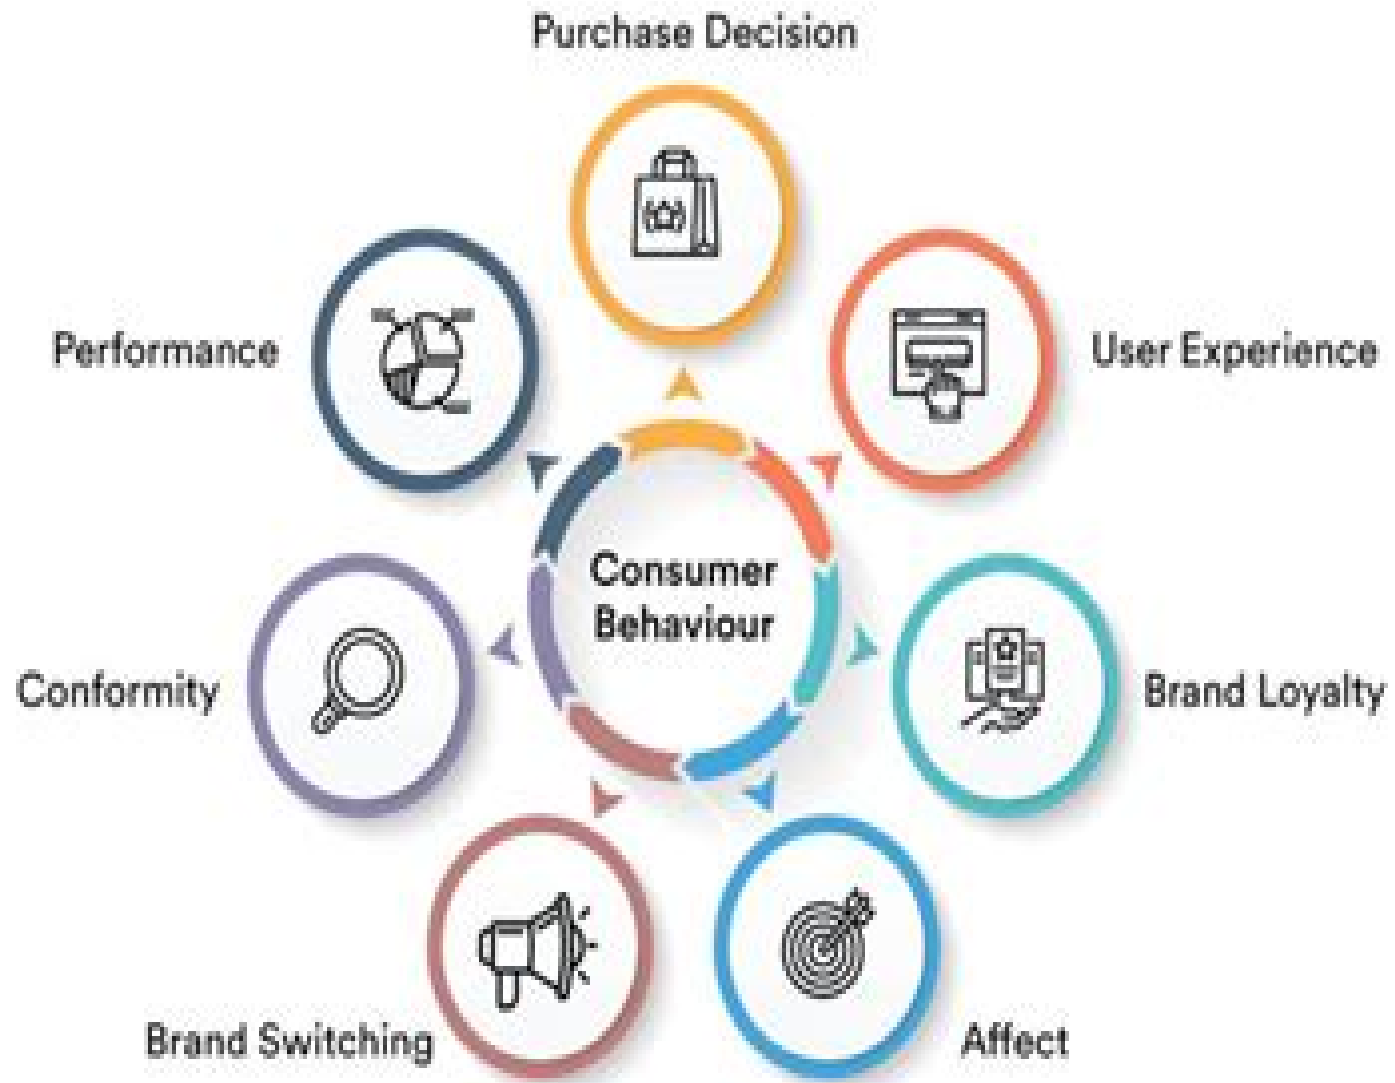 Purchase Decision
Performance
User Experience
Consumer
Behaviour
Conformity
Brand Loyalty
Brand Switching
Affect